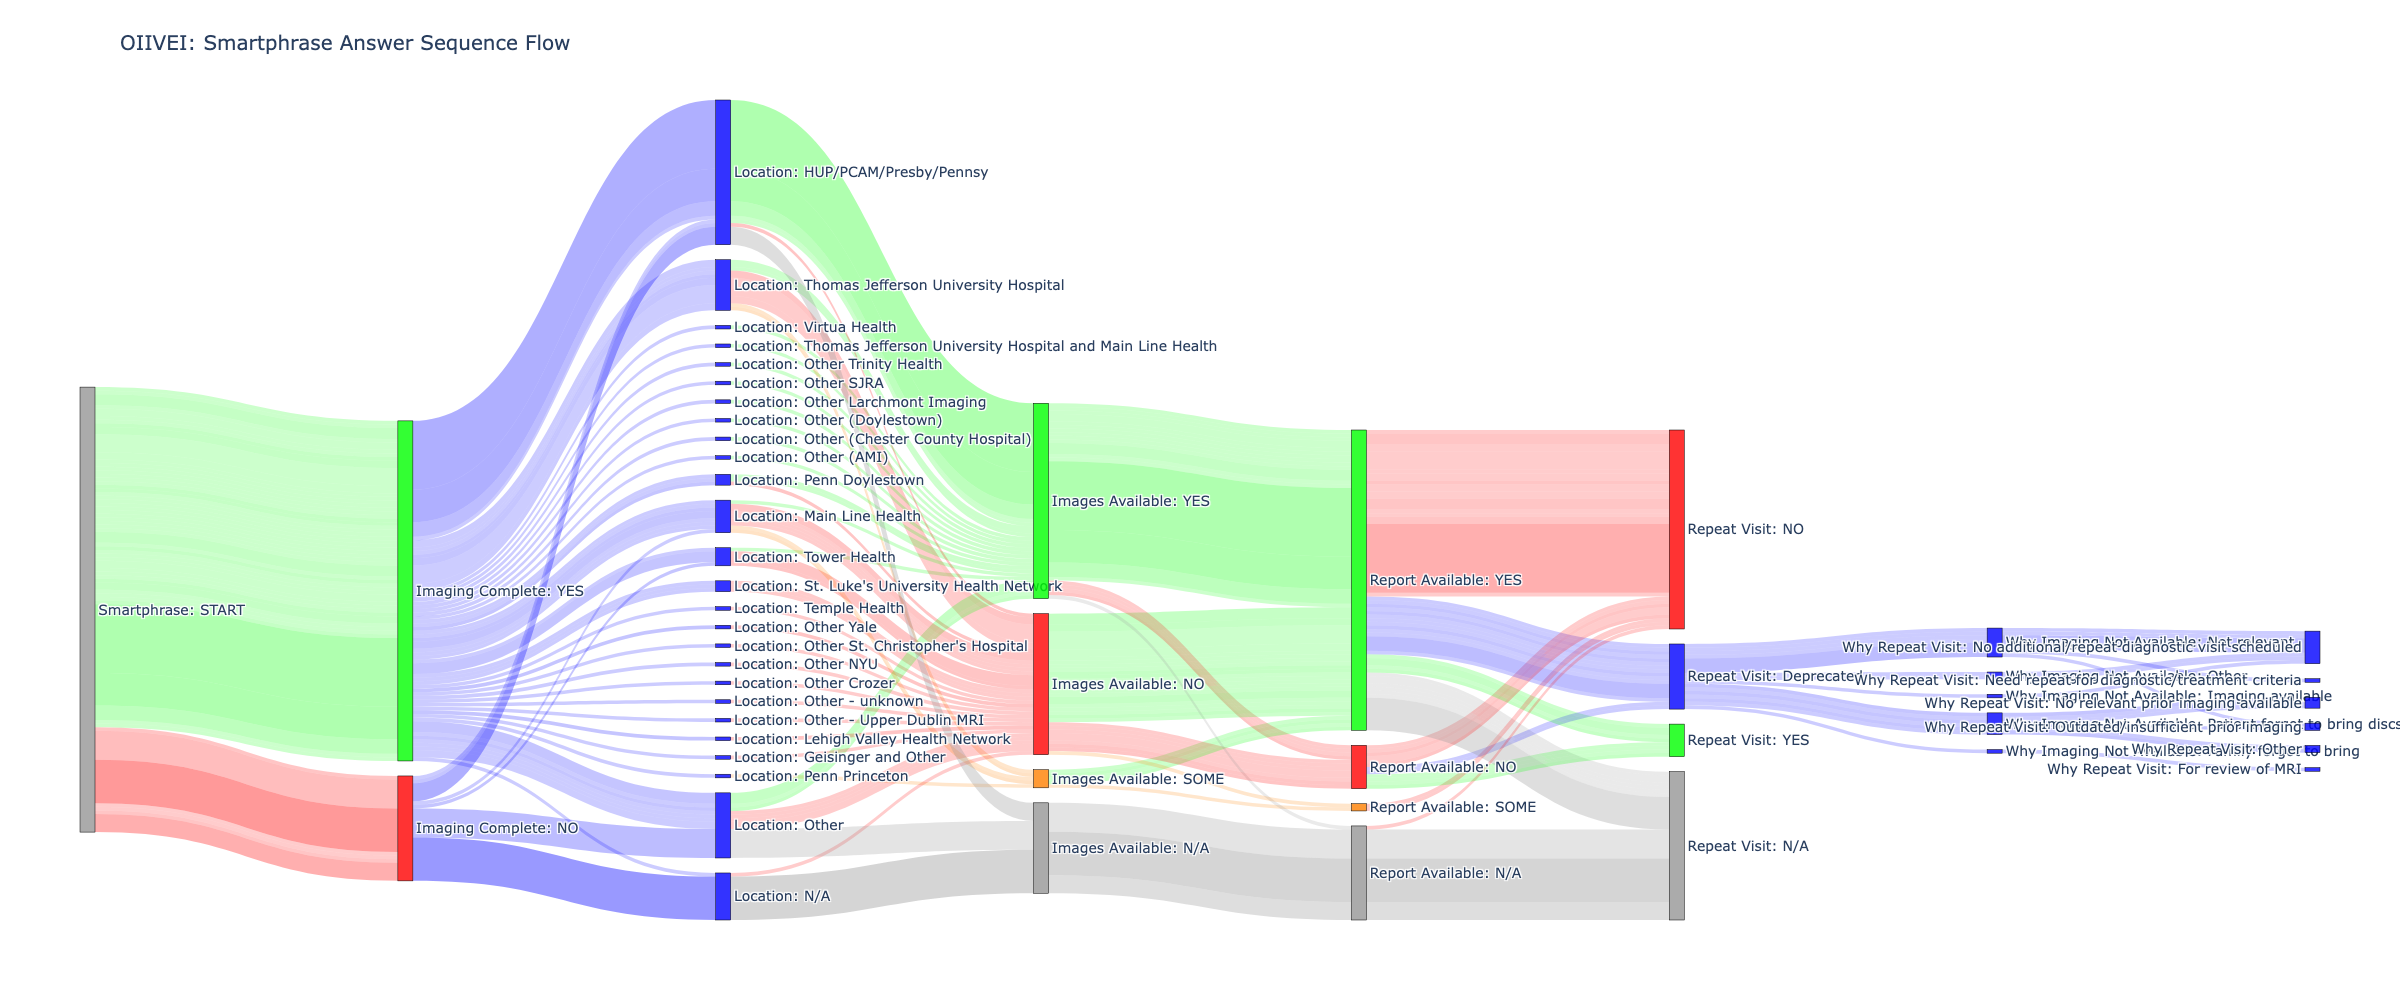 OIIVEI: Smartphrase Answer Sequence Flow
Smartphrase: START
Imaging Complete: YES
Imaging Complete: NO
Location: HUP/PCAM/Presby/Pennsy
Location: Thomas Jefferson University Hospital
Location: Virtua Health
Location: Thomas Jefferson University Hospital and Main Line Health
Location: Other Trinity Health
Location: Other SJRA
Location: Other Larchmont Imaging
Location: Other (Doylestown)
Location: Other (Chester County Hospital)
Location: Other (AMI)
Location: Penn Doylestown
Location: Main Line Health
Location: Tower Health
Location: St. Luke's University Health Network
Location: Temple Health
Location: Other Yale
Location: Other St. Christopher's Hospital
Location: Other NYU
Location: Other Crozer
Location: Other - unknown
Location: Other - Upper Dublin MRI
Location: Lehigh Valley Health Network
Location: Geisinger and Other
Location: Penn Princeton
Location: Other
Location: N/A
Images Available: YES
Images Available: NO
Images Available: SOME
Images Available: N/A
Report Available: YES
Report Available: NO
Report Available: SOME
Report Available: N/A
Repeat Visit: NO
Repeat Visit: Deprecated
Repeat Visit: YES
Repeat Visit: N/A
Why Imaging Not Available: Not relevant
Why Imaging Not Available: Other
Why Imaging Not Available: Imaging available
Why Imaging Not Available: Patient forgot to bring discs
Why Imaging Not to bring
Why Repeat Visit: No additional/repeat diagnostic visit scheduled
Why Repeat Visit: Need repeat for diagnostic/treatment criteria
Why Repeat Visit: No relevant prior imaging available
Why Repeat Visit: Outdated/insufficient prior imaging
Why Repeat Visit: Other
Why Repeat Visit: For review of MRI